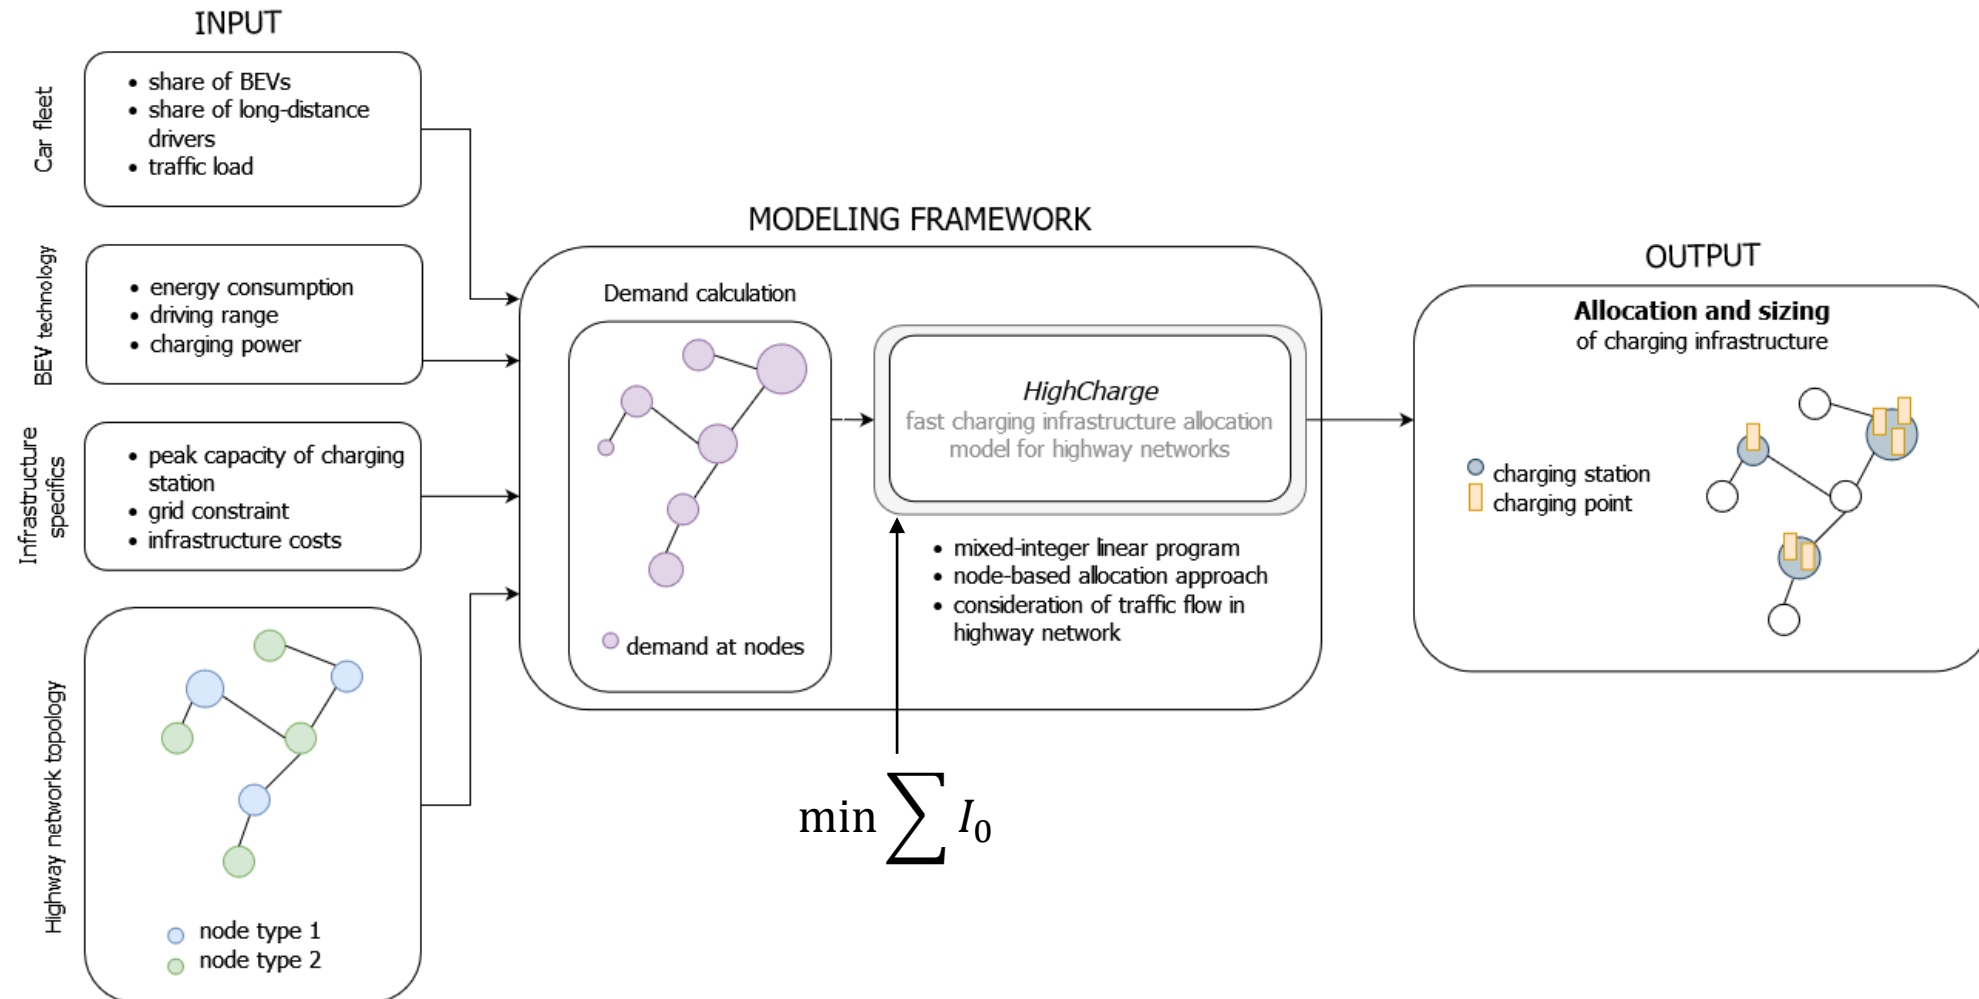 INPUT
Car fleet
• share of BEVs
• share of long-distance
drivers
• traffic load
BEV technology
• energy consumption
• driving range
• charging power
Infrastructure
specifics
• peak capacity of charging
station
• grid constraint
• infrastructure costs
Highway network topology
node type 1
node type 2
MODELING FRAMEWORK
Demand calculation
demand at nodes
HighCharge
fast charging infrastructure allocation
model for highway networks
• mixed-integer linear program
• node-based allocation approach
• consideration of traffic flow in
highway network
min ∑ I₀
OUTPUT
Allocation and sizing
of charging infrastructure
charging station
charging point